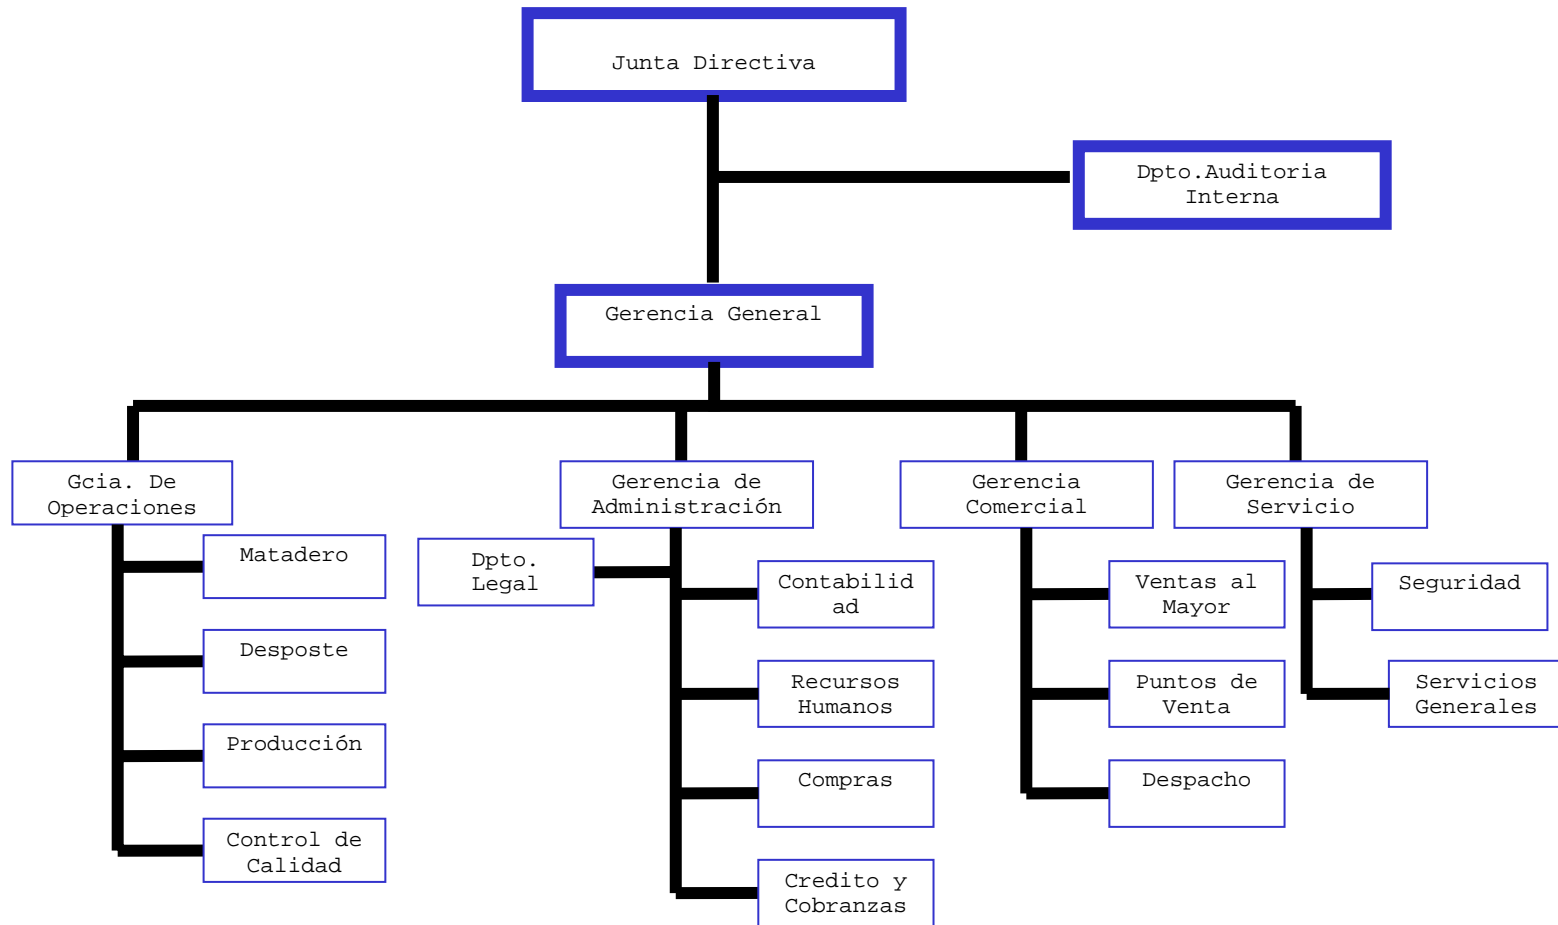 Junta Directiva
Dpto.Auditoria
Interna
Gerencia General
Gcia. De
Operaciones
Gerencia de
Administración
Gerencia
Comercial
Gerencia de
Servicio
Matadero
Desposte
Producción
Control de
Calidad
Dpto.
Legal
Contabilid
ad
Recursos
Humanos
Compras
Credito y
Cobranzas
Ventas al
Mayor
Puntos de
Venta
Despacho
Seguridad
Servicios
Generales